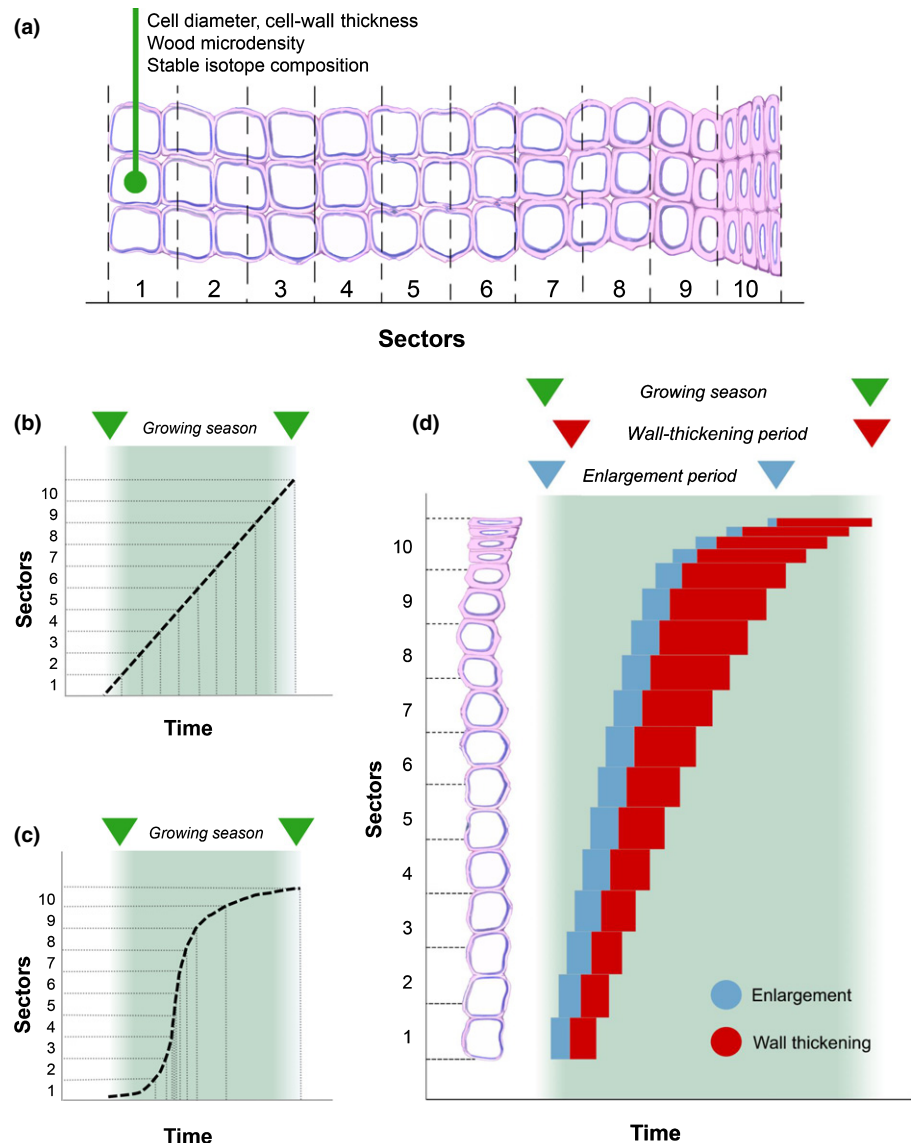 (a)
Cell diameter, cell-wall thickness
Wood microdensity
Stable isotope composition
1 2 3 4 5 6 7 8 9 10
Sectors
(b)
Growing season
10
9
8
7
6
5
4
3
2
1
Sectors
Time
(c)
Growing season
10
9
8
7
6
5
4
3
2
1
Sectors
Time
(d)
Growing season
Wall-thickening period
Enlargement period
10
9
8
7
6
5
4
3
2
1
Sectors
Enlargement
Wall thickening
Time